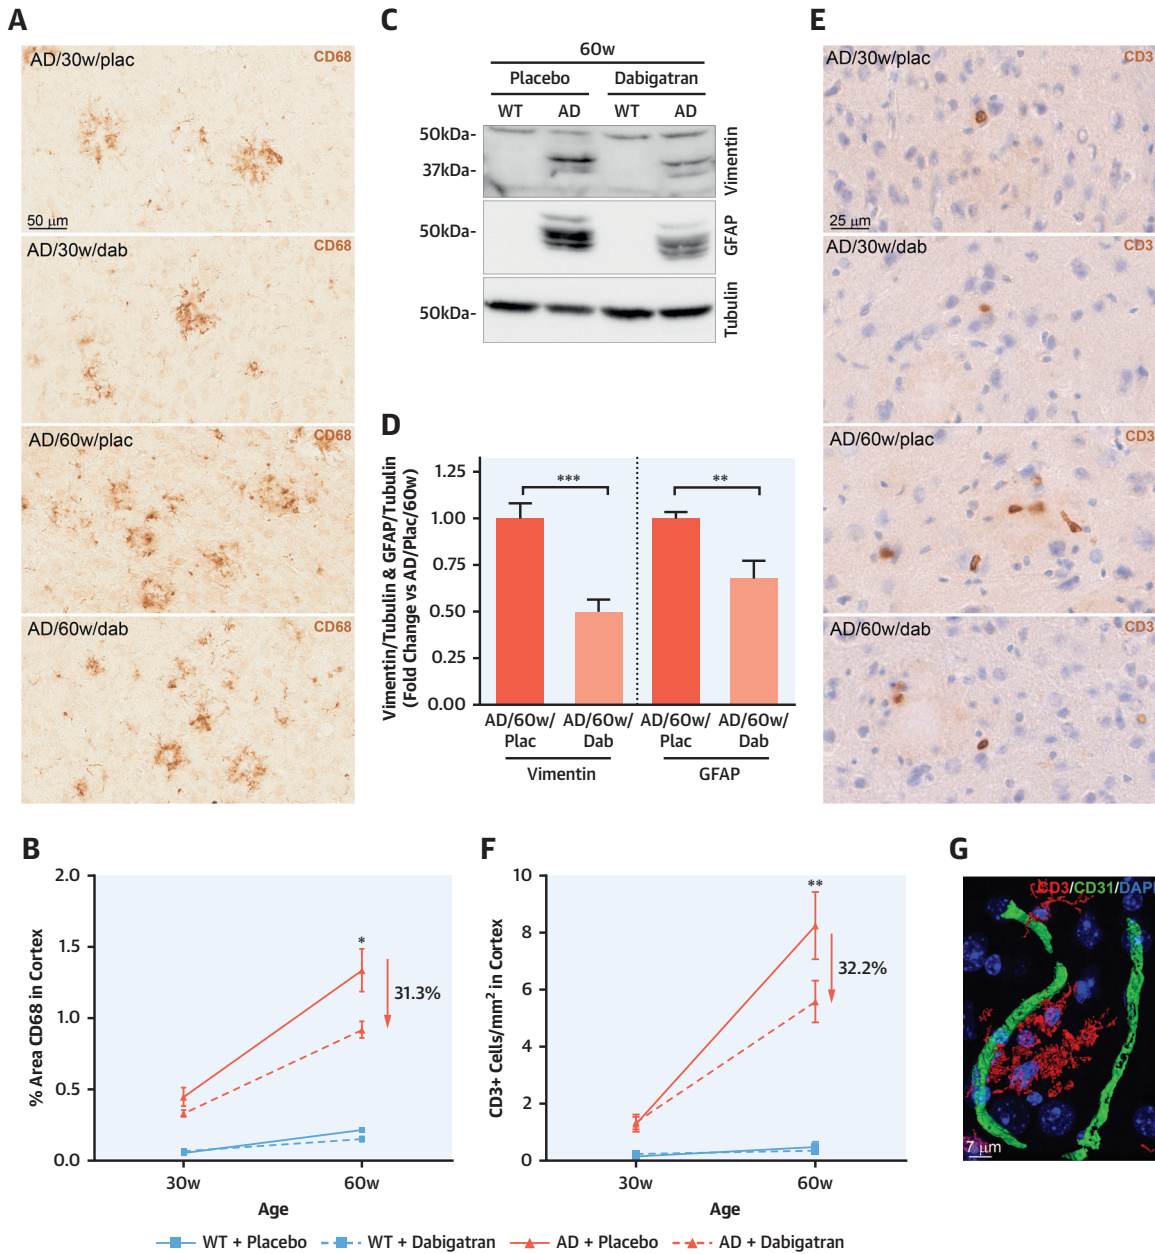 A
AD/30w/plac
CD68
50 µm
AD/30w/dab
CD68
AD/60w/plac
CD68
AD/60w/dab
CD68
C
60w
Placebo
Dabigatran
WT
AD
WT
AD
50kDa-
37kDa-
Vimentin
50kDa-
GFAP
50kDa-
Tubulin
D
Vimentin/Tubulin & GFAP/Tubulin
(Fold Change vs AD/Plac/60w)
1.25
1.00
0.75
0.50
0.25
0.00
***
**
AD/60w/
Plac
AD/60w/
Dab
AD/60w/
Plac
AD/60w/
Dab
Vimentin
GFAP
E
AD/30w/plac
CD3
25 µm
AD/30w/dab
CD3
AD/60w/plac
CD3
AD/60w/dab
CD3
B
% Area CD68 in Cortex
2.0
1.5
1.0
0.5
0.0
*
31.3%
30w
60w
Age
F
CD3+ Cells/mm² in Cortex
10
8
6
4
2
0
**
32.2%
30w
60w
Age
G
CD3/CD31/DAPI
7 µm
WT + Placebo
WT + Dabigatran
AD + Placebo
AD + Dabigatran